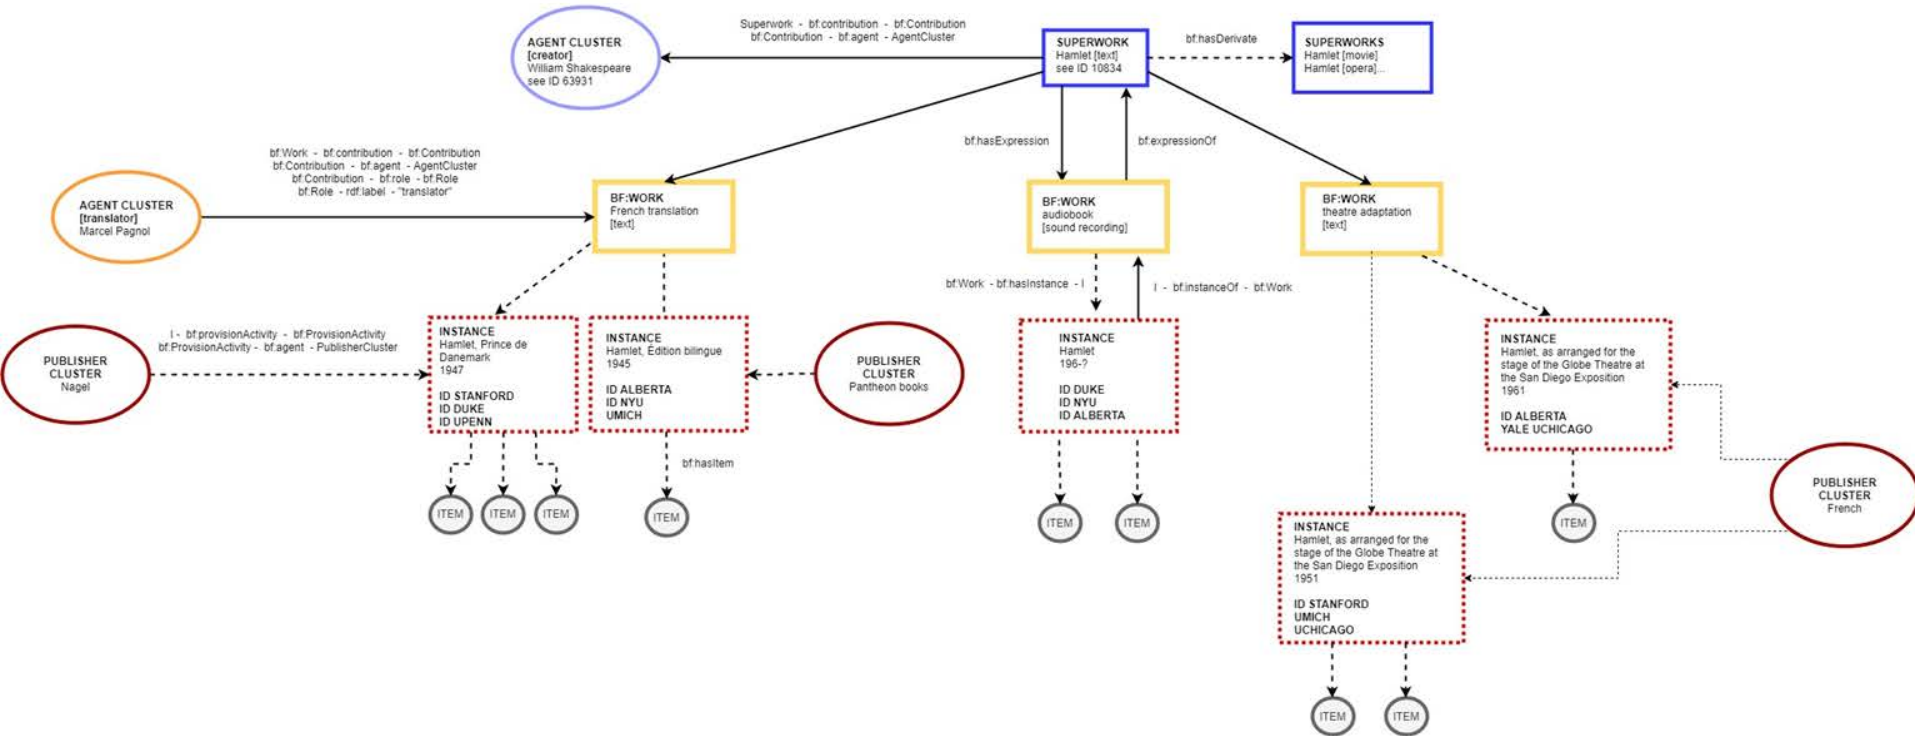 Superwork - bf:contribution - bf:Contribution
bf:Contribution - bf:agent - AgentCluster
AGENT CLUSTER
[creator]
William Shakespeare
see ID 63931
SUPERWORK
Hamlet [text]
see ID 10834
bf:hasDerivate
SUPERWORKS
Hamlet [movie]
Hamlet [opera]...
bf:hasExpression
bf:expressionOf
bf:Work - bf:contribution - bf:Contribution
bf:Contribution - bf:agent - AgentCluster
bf:Contribution - bf:role - bf:Role
bf:Role - rdf:label - "translator"
AGENT CLUSTER
[translator]
Marcel Pagnol
BF:WORK
French translation
[text]
BF:WORK
audiobook
[sound recording]
BF:WORK
theatre adaptation
[text]
bf:Work - bf:hasInstance - I
I - bf:instanceOf - bf:Work
I - bf:provisionActivity - bf:ProvisionActivity
bf:ProvisionActivity - bf:agent - PublisherCluster
PUBLISHER
CLUSTER
Nagel
INSTANCE
Hamlet, Prince de
Danemark
1947
ID STANFORD
ID DUKE
ID UPENN
INSTANCE
Hamlet, Édition bilingue
1945
ID ALBERTA
ID NYU
UMICH
PUBLISHER
CLUSTER
Pantheon books
INSTANCE
Hamlet
196-?
ID DUKE
ID NYU
ID ALBERTA
INSTANCE
Hamlet, as arranged for the
stage of the Globe Theatre at
the San Diego Exposition
1961
ID ALBERTA
YALE UCHICAGO
bf:hasItem
PUBLISHER
CLUSTER
French
ITEM
ITEM
ITEM
ITEM
ITEM
ITEM
ITEM
INSTANCE
Hamlet, as arranged for the
stage of the Globe Theatre at
the San Diego Exposition
1951
ID STANFORD
UMICH
UCHICAGO
ITEM
ITEM